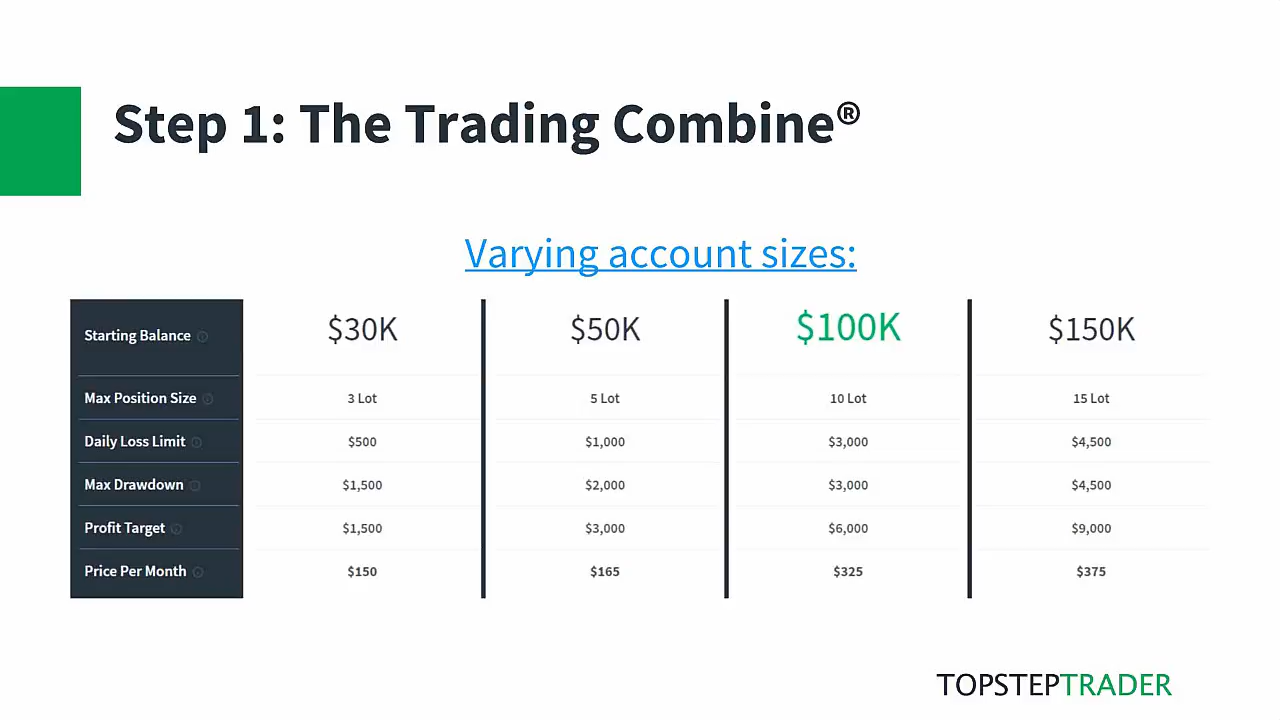 Step 1: The Trading Combine®
Varying account sizes:
Starting Balance $30K $50K $100K $150K
Max Position Size 3 Lot 5 Lot 10 Lot 15 Lot
Daily Loss Limit $500 $1,000 $3,000 $4,500
Max Drawdown $1,500 $2,000 $3,000 $4,500
Profit Target $1,500 $3,000 $6,000 $9,000
Price Per Month $150 $165 $325 $375
TOPSTEPTRADER